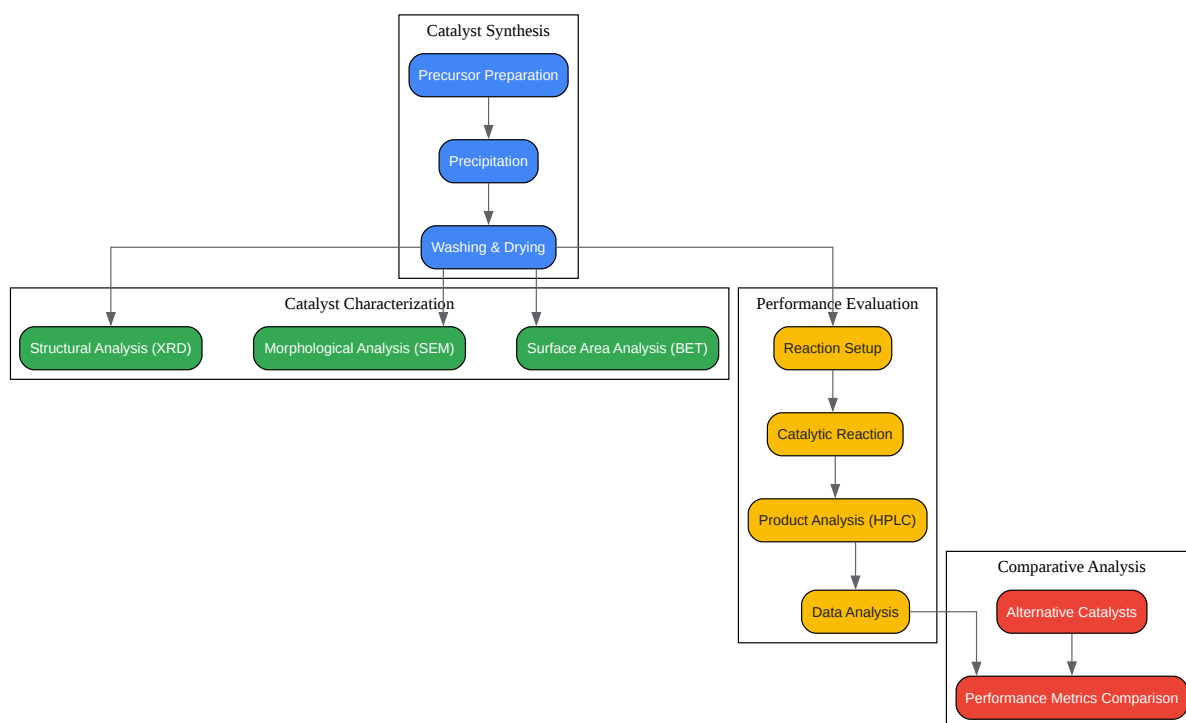 Catalyst Synthesis
Precursor Preparation
Precipitation
Washing & Drying
Catalyst Characterization
Structural Analysis (XRD)
Morphological Analysis (SEM)
Surface Area Analysis (BET)
Performance Evaluation
Reaction Setup
Catalytic Reaction
Product Analysis (HPLC)
Data Analysis
Comparative Analysis
Alternative Catalysts
Performance Metrics Comparison